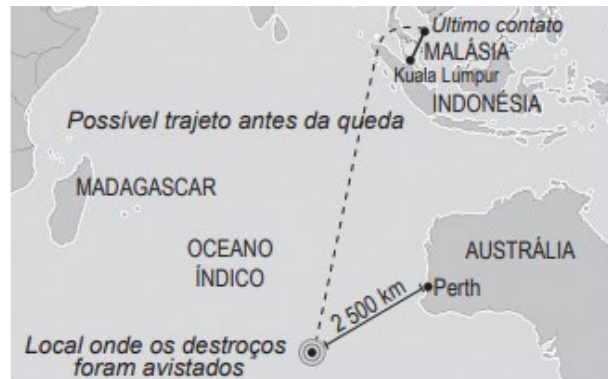 Último contato
MALÁSIA
Kuala Lumpur
INDONÉSIA
Possível trajeto antes da queda
MADAGASCAR
OCEANO
ÍNDICO
AUSTRÁLIA
Perth
2 500 km
Local onde os destroços
foram avistados